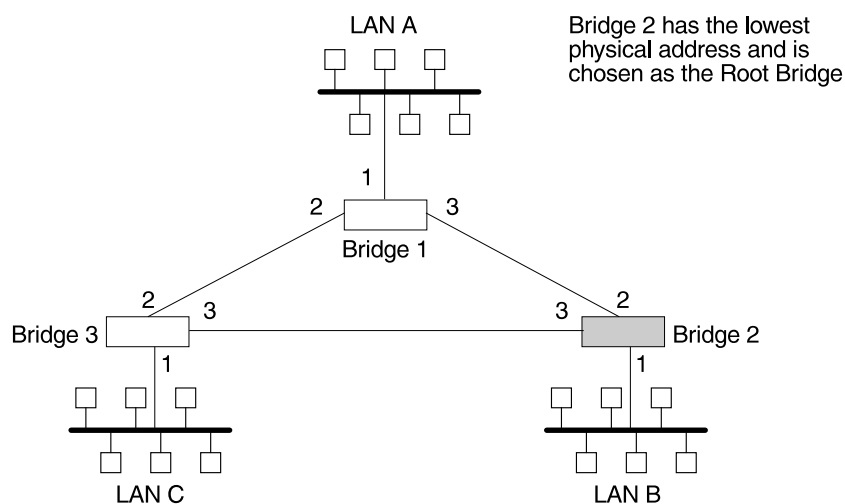 LAN A
Bridge 2 has the lowest
physical address and is
chosen as the Root Bridge
1
2
3
Bridge 1
2
3
3
2
Bridge 3
Bridge 2
1
1
LAN C
LAN B